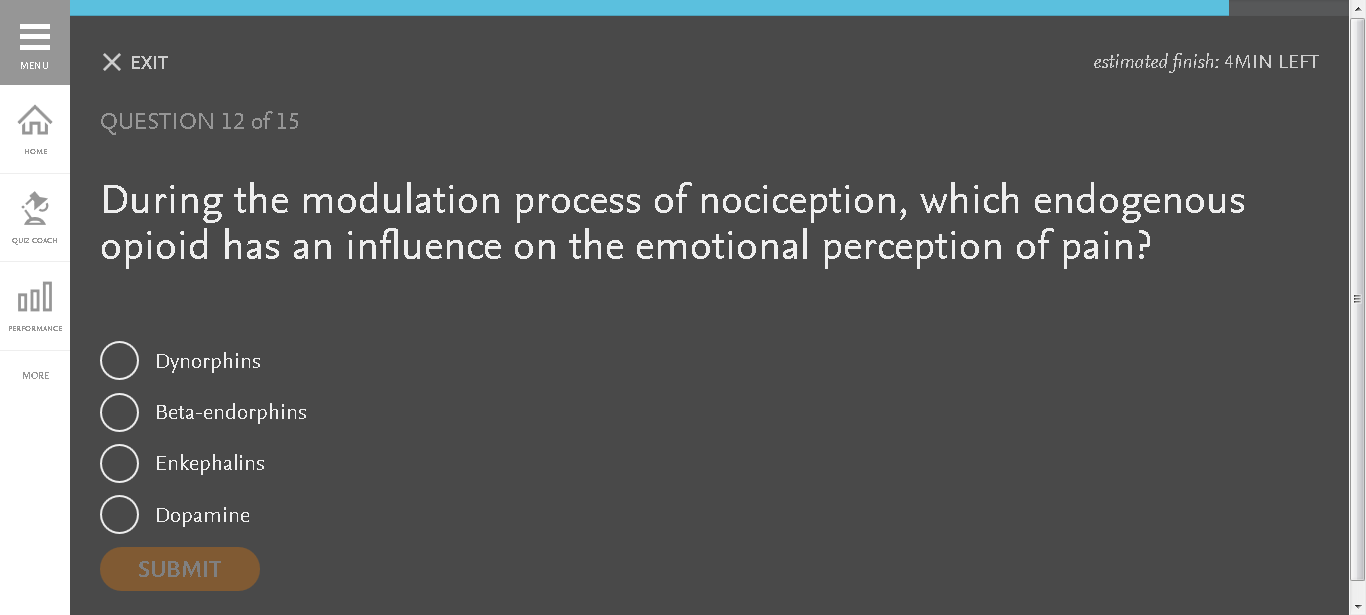 MENU
HOME
QUIZ COACH
PERFORMANCE
MORE
EXIT
estimated finish: 4MIN LEFT
QUESTION 12 of 15
During the modulation process of nociception, which endogenous
opioid has an influence on the emotional perception of pain?
Dynorphins
Beta-endorphins
Enkephalins
Dopamine
SUBMIT